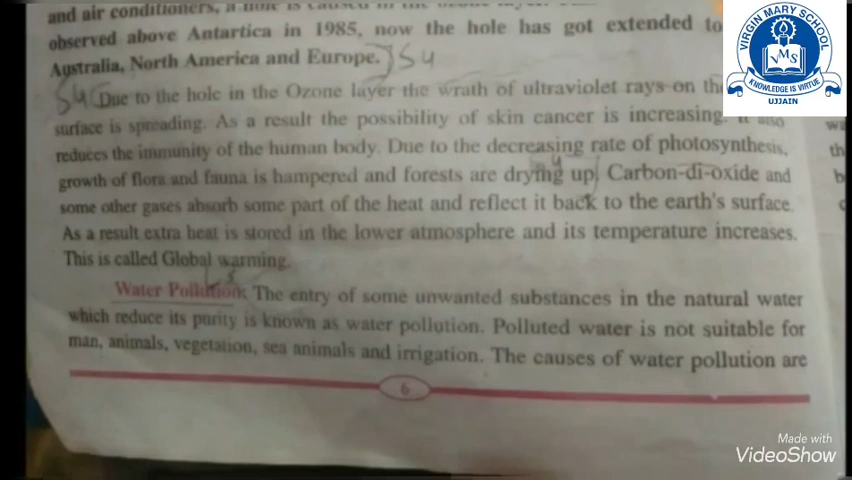 and air conditioners, a hole is caused in the ozone
observed above Antartica in 1985, now the hole has got extended to
Australia, North America and Europe.
S4
S4
Due to the hole in the Ozone layer the wrath of ultraviolet rays on the
surface is spreading. As a result the possibility of skin cancer is increasing. It also
reduces the immunity of the human body. Due to the decreasing rate of photosynthesis,
growth of flora and fauna is hampered and forests are drying up. Carbon-di-oxide and
some other gases absorb some part of the heat and reflect it back to the earth's surface.
As a result extra heat is stored in the lower atmosphere and its temperature increases.
This is called Global warming.
Water Pollution: The entry of some unwanted substances in the natural water
which reduce its purity is known as water pollution. Polluted water is not suitable for
man, animals, vegetation, sea animals and irrigation. The causes of water pollution are
6
VIRGIN MARY SCHOOL
VMS
KNOWLEDGE IS VIRTUE
UJJAIN
th
b
Made with
VideoShow